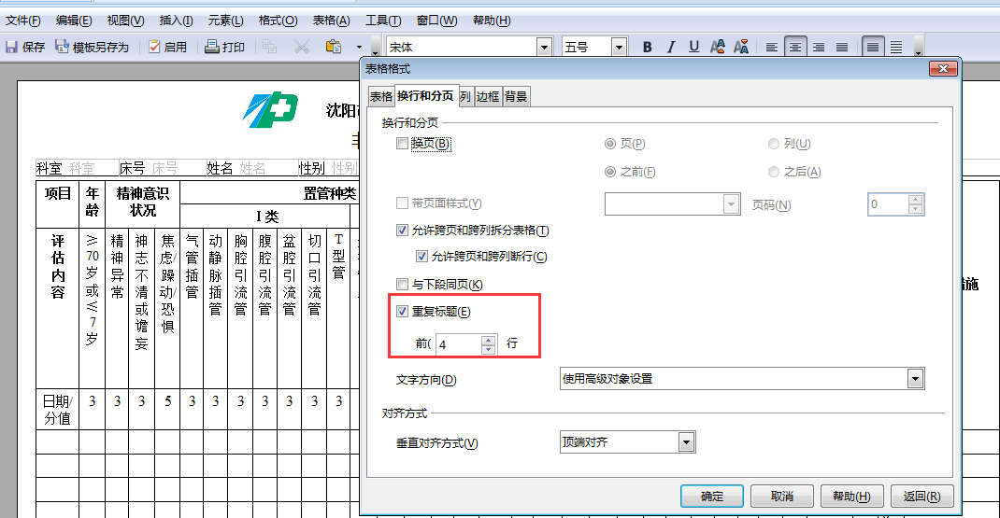 文件(F) 编辑(E) 视图(V) 插入(I) 元素(L) 格式(O) 表格(A) 工具(T) 窗口(W) 帮助(H)
保存 模板另存为 启用 打印 宋体 五号 B I U
沈阳
科室 科室 床号 床号 姓名 姓名 性别 性别
项目 年龄 精神意识状况 置管种类
I 类
评估内容 ≥70岁或≤7岁 精神异常 神志不清或谵妄 焦虑/躁动/恐惧 气管插管 动静脉插管 胸腔引流管 腹腔引流管 盆腔引流管 切口引流管 T型管
施
日期/分值 3 3 3 5 3 3 3 3 3 3 3
表格格式
表格 换行和分页 列 边框 背景
换行和分页
换页(B) 页(P) 列(U)
之前(F) 之后(A)
带页面样式(Y) 页码(N) 0
允许跨页和跨列拆分表格(T)
允许跨页和跨列断行(C)
与下段同页(K)
重复标题(E)
前( 4 行
文字方向(D) 使用高级对象设置
对齐方式
垂直对齐方式(V) 顶端对齐
确定 取消 帮助(H) 返回(R)